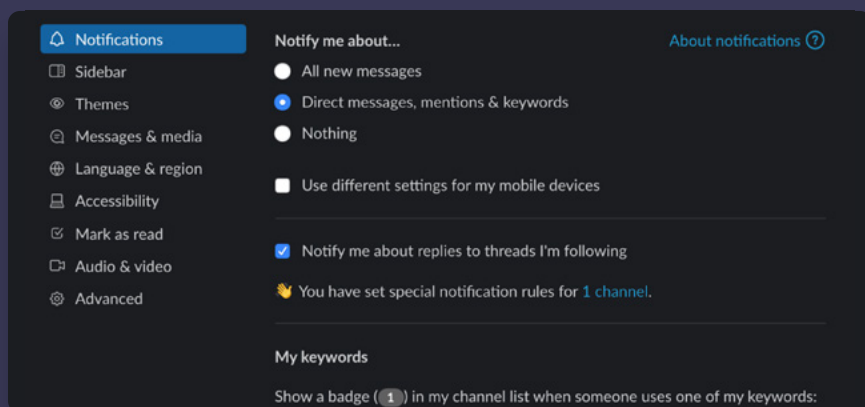 Notifications
Sidebar
Themes
Messages & media
Language & region
Accessibility
Mark as read
Audio & video
Advanced
Notify me about...
About notifications ?
All new messages
Direct messages, mentions & keywords
Nothing
Use different settings for my mobile devices
Notify me about replies to threads I'm following
👋 You have set special notification rules for 1 channel.
My keywords
Show a badge ( 1 ) in my channel list when someone uses one of my keywords: